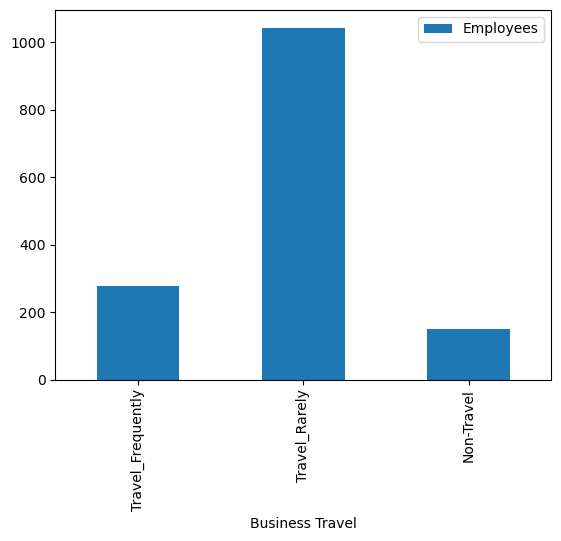 Employees
1000
800
600
400
200
0
Travel_Frequently
Travel_Rarely
Non-Travel
Business Travel